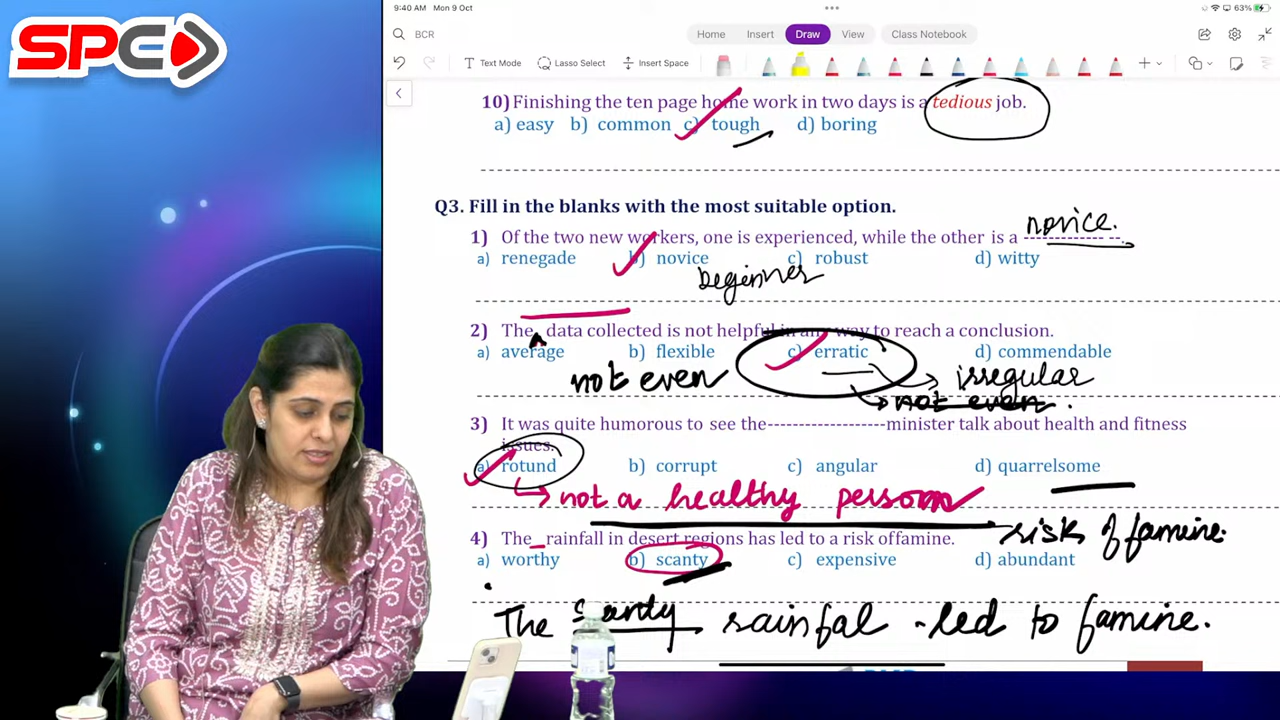 9:40 AM Mon 9 Oct
63%
SPE
BCR
Home Insert Draw View Class Notebook
Text Mode Lasso Select Insert Space
10) Finishing the ten page home work in two days is a tedious job.
a) easy b) common c) tough d) boring
Q3. Fill in the blanks with the most suitable option.
1) Of the two new workers, one is experienced, while the other is a novice.
a) renegade b) novice c) robust d) witty
beginner
2) The data collected is not helpful in any way to reach a conclusion.
a) average b) flexible c) erratic d) commendable
not even irregular
not even.
3) It was quite humorous to see the------------------minister talk about health and fitness
issues.
a) rotund b) corrupt c) angular d) quarrelsome
not a healthy person
4) The _ rainfall in desert regions has led to a risk of famine. risk of famine.
a) worthy b) scanty c) expensive d) abundant
The scanty rainfal - led to famine.